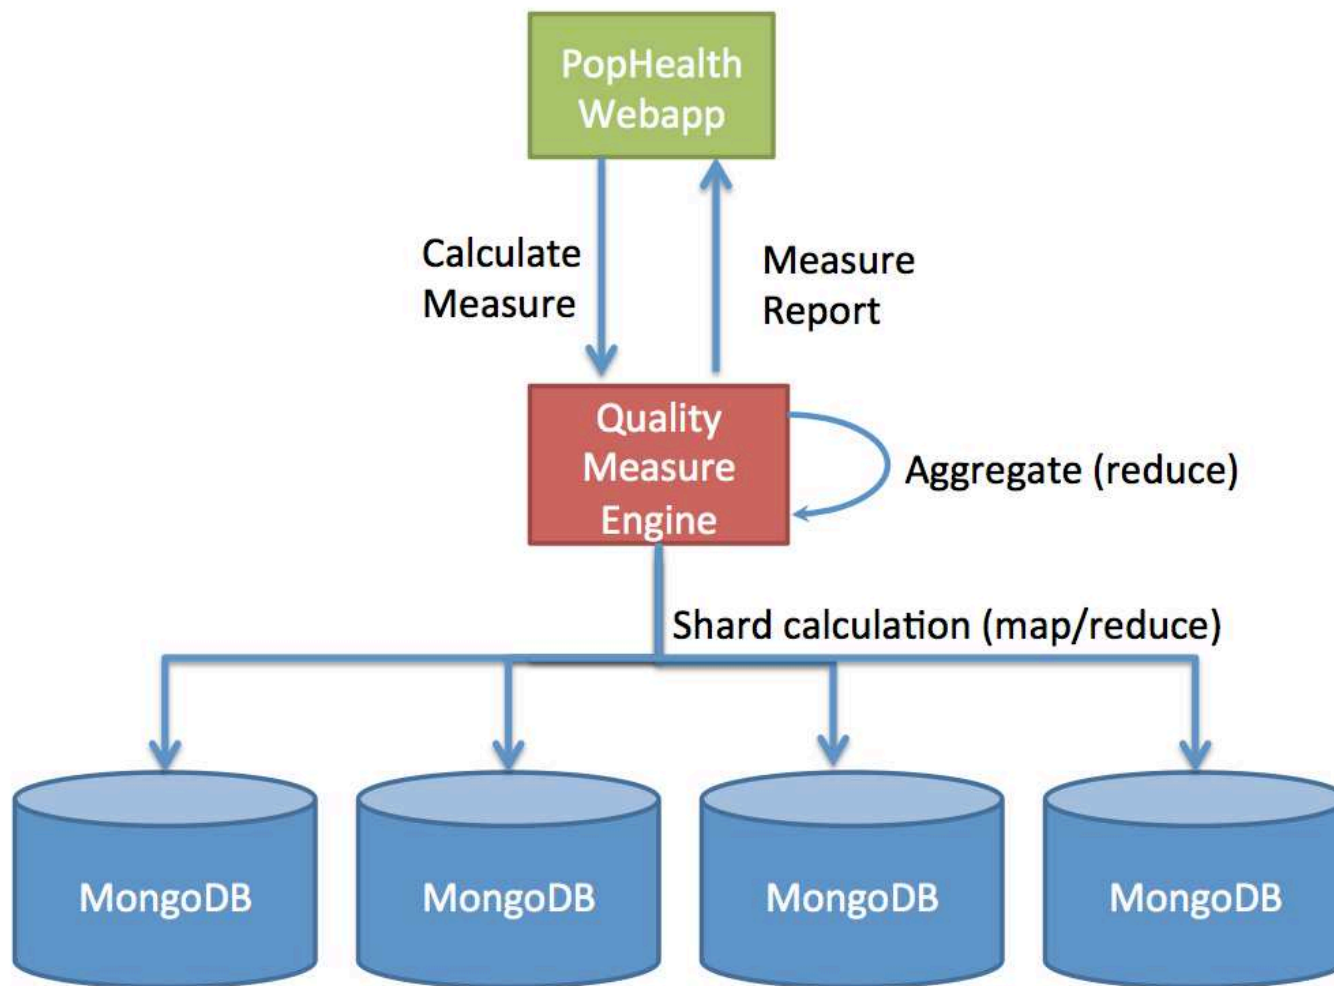 PopHealth
Webapp
Calculate
Measure
Measure
Report
Quality
Measure
Engine
Aggregate (reduce)
Shard calculation (map/reduce)
MongoDB
MongoDB
MongoDB
MongoDB